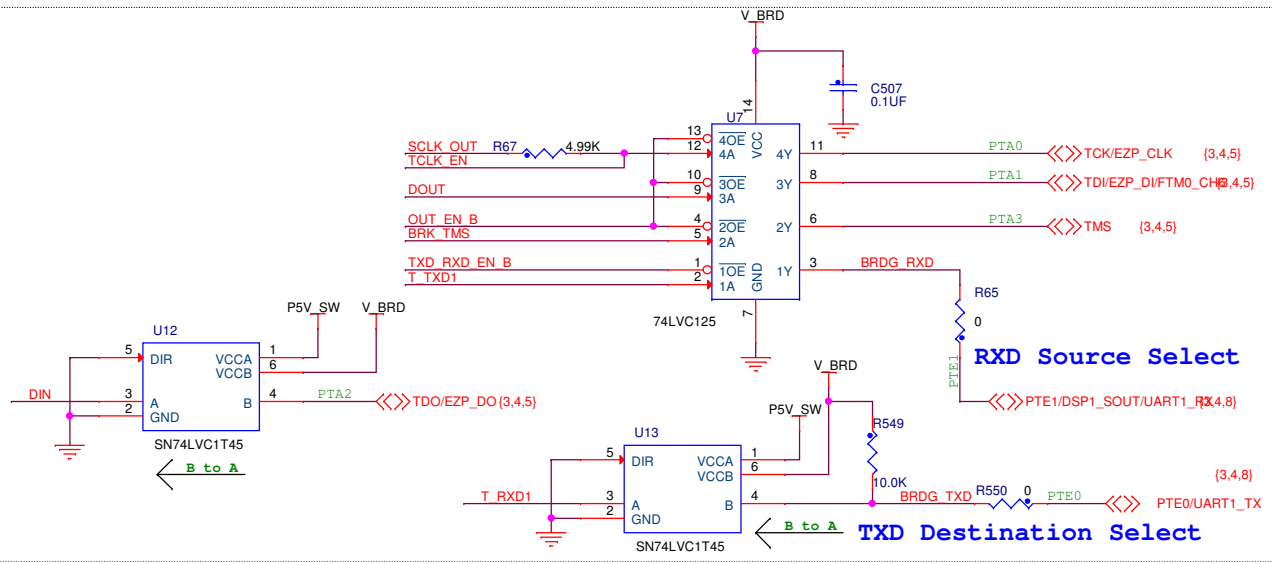 V_BRD
C507
0.1UF
14
U7
VCC
13
4OE
SCLK_OUT R67 4.99K 12 4A 4Y 11 PTA0 TCK/EZP_CLK {3,4,5}
TCLK_EN
10 3OE 3Y 8 PTA1 TDI/EZP_DI/FTM0_CH6 {3,4,5}
DOUT 9 3A
OUT_EN_B 4 2OE 2Y 6 PTA3 TMS {3,4,5}
BRK_TMS 5 2A
TXD_RXD_EN_B 1 1OE 1Y 3 BRDG_RXD
T_TXD1 2 1A GND
R65
0
7
74LVC125
P5V_SW V_BRD
U12
5 DIR VCCA 1
VCCB 6
DIN 3 A B 4 PTA2 TDO/EZP_DO {3,4,5}
2 GND
SN74LVC1T45
B to A
RXD Source Select
PTE1
PTE1/DSP1_SOUT/UART1_RX {3,4,8}
V_BRD
P5V_SW
R549
10.0K
U13
5 DIR VCCA 1
VCCB 6
T_RXD1 3 A B 4 BRDG_TXD R550 0 PTE0 PTE0/UART1_TX
{3,4,8}
2 GND
SN74LVC1T45
B to A
TXD Destination Select